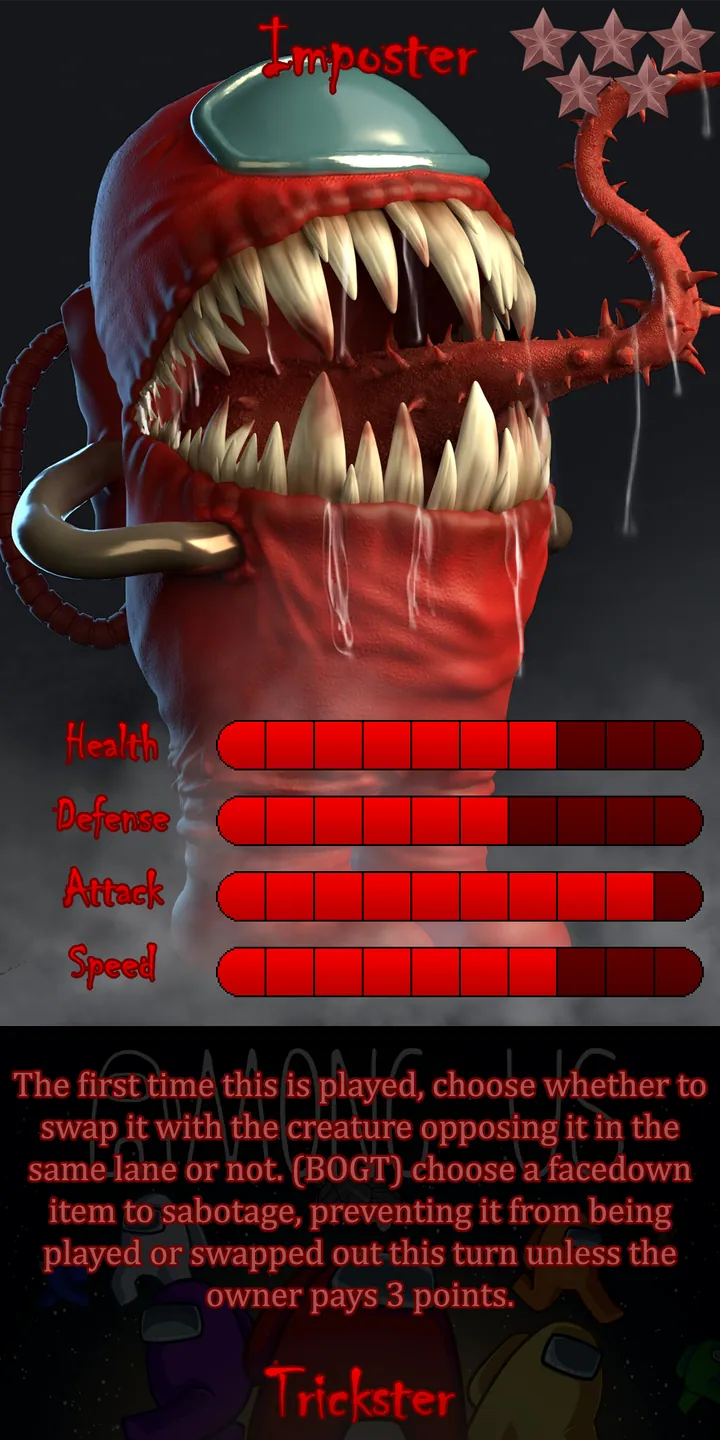 Imposter
Health
Defense
Attack
Speed
AMONG US
The first time this is played, choose whether to
swap it with the creature opposing it in the
same lane or not. (BOGT) choose a facedown
item to sabotage, preventing it from being
played or swapped out this turn unless the
owner pays 3 points.
Trickster